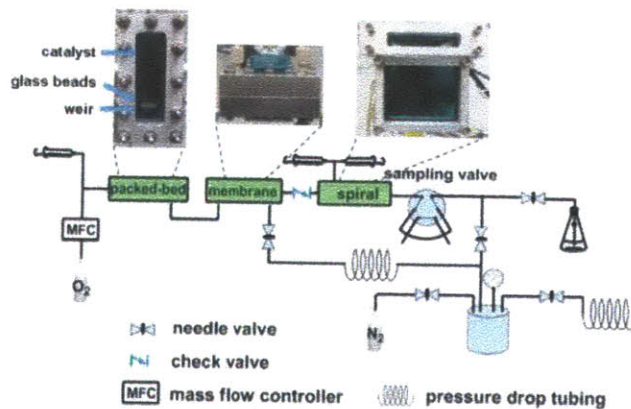 catalyst
glass beads
weir
sampling valve
packed-bed
membrane
spiral
MFC
O2
N2
needle valve
check valve
MFC mass flow controller
pressure drop tubing